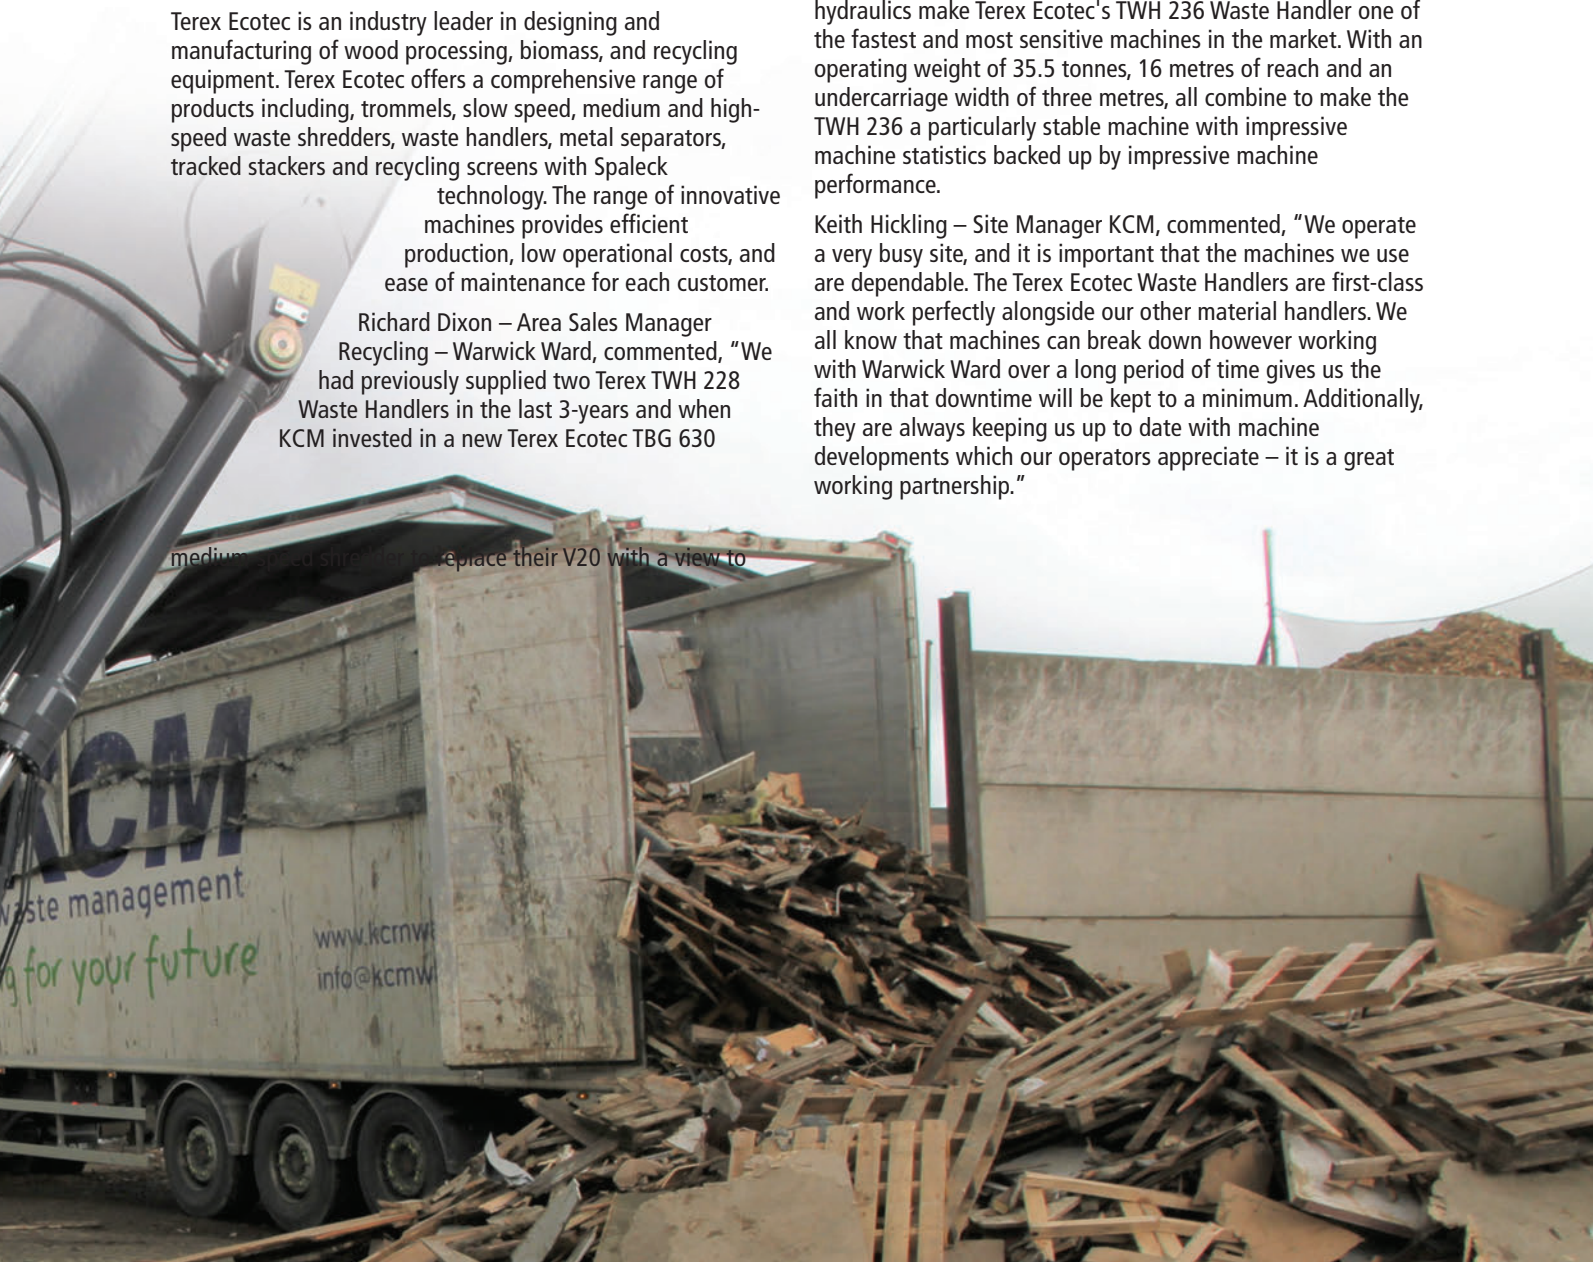 Terex Ecotec is an industry leader in designing and
manufacturing of wood processing, biomass, and recycling
equipment. Terex Ecotec offers a comprehensive range of
products including, trommels, slow speed, medium and high-
speed waste shredders, waste handlers, metal separators,
tracked stackers and recycling screens with Spaleck
technology. The range of innovative
machines provides efficient
production, low operational costs, and
ease of maintenance for each customer.
Richard Dixon – Area Sales Manager
Recycling – Warwick Ward, commented, “We
had previously supplied two Terex TWH 228
Waste Handlers in the last 3-years and when
KCM invested in a new Terex Ecotec TBG 630
medium speed shredder to replace their V20 with a view to
hydraulics make Terex Ecotec's TWH 236 Waste Handler one of
the fastest and most sensitive machines in the market. With an
operating weight of 35.5 tonnes, 16 metres of reach and an
undercarriage width of three metres, all combine to make the
TWH 236 a particularly stable machine with impressive
machine statistics backed up by impressive machine
performance.
Keith Hickling – Site Manager KCM, commented, “We operate
a very busy site, and it is important that the machines we use
are dependable. The Terex Ecotec Waste Handlers are first-class
and work perfectly alongside our other material handlers. We
all know that machines can break down however working
with Warwick Ward over a long period of time gives us the
faith in that downtime will be kept to a minimum. Additionally,
they are always keeping us up to date with machine
developments which our operators appreciate – it is a great
working partnership.”
KCM
waste management
for your future
www.kcmw
info@kcmw